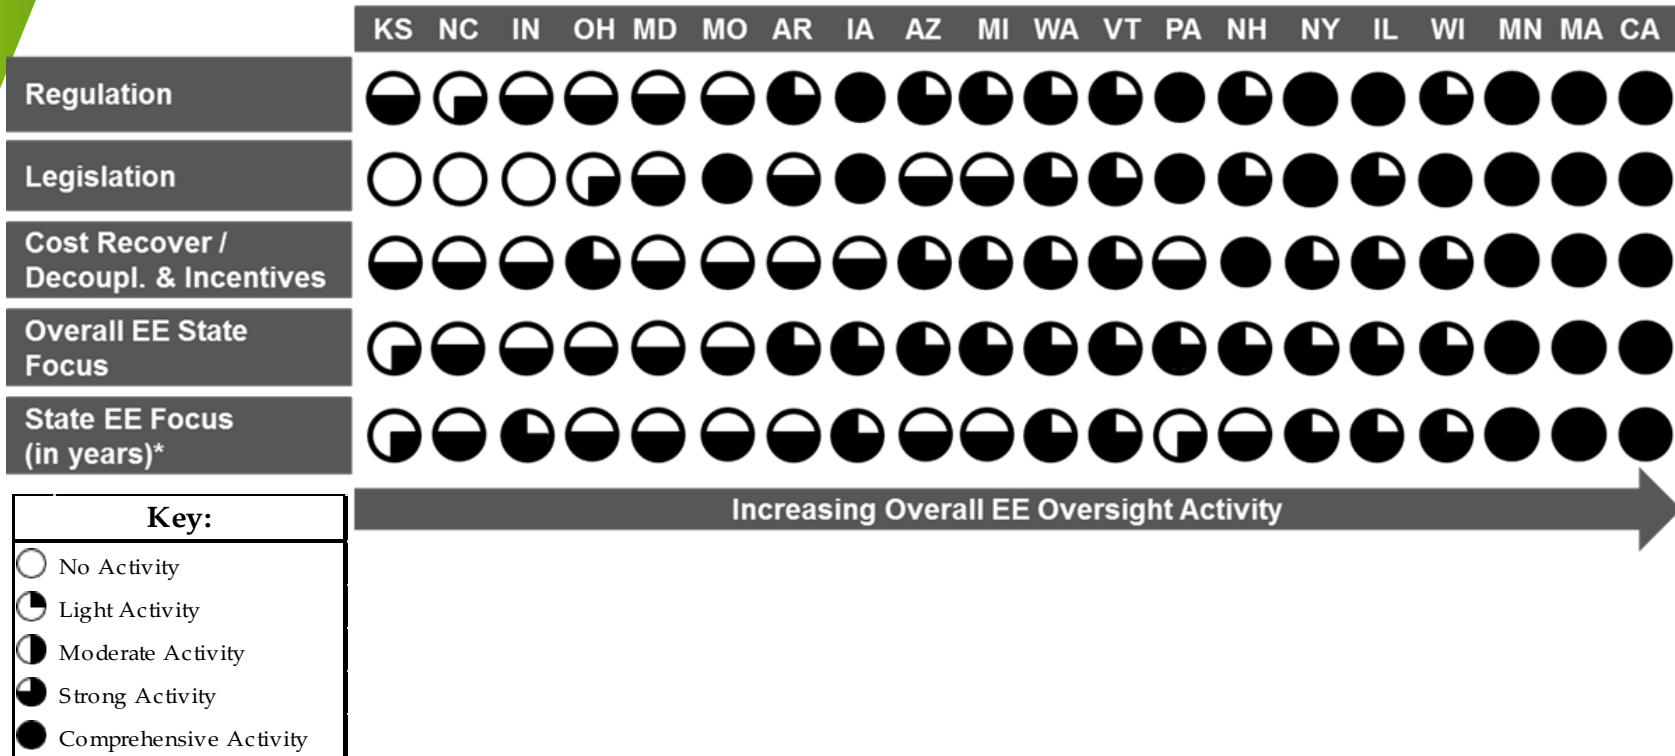 KS NC IN OH MD MO AR IA AZ MI WA VT PA NH NY IL WI MN MA CA
Regulation
Legislation
Cost Recover /
Decoupl. & Incentives
Overall EE State
Focus
State EE Focus
(in years)*
Increasing Overall EE Oversight Activity
Key:
No Activity
Light Activity
Moderate Activity
Strong Activity
Comprehensive Activity